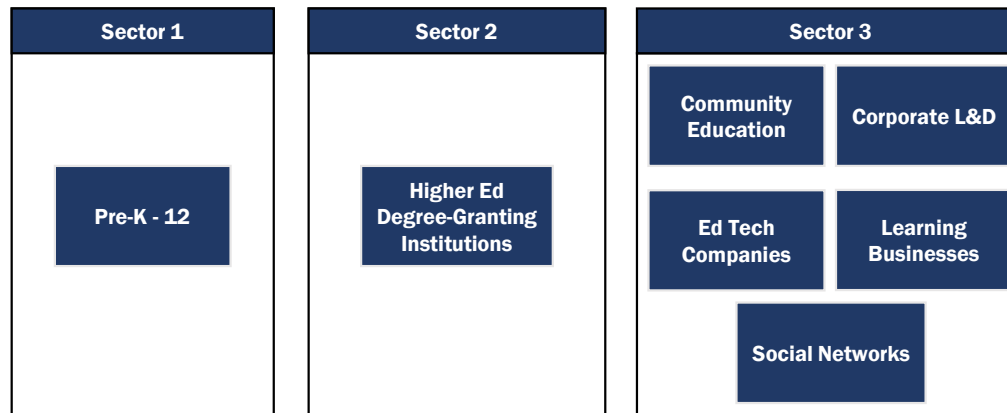 Sector 1
Pre-K - 12
Sector 2
Higher Ed
Degree-Granting
Institutions
Sector 3
Community
Education
Corporate L&D
Ed Tech
Companies
Learning
Businesses
Social Networks